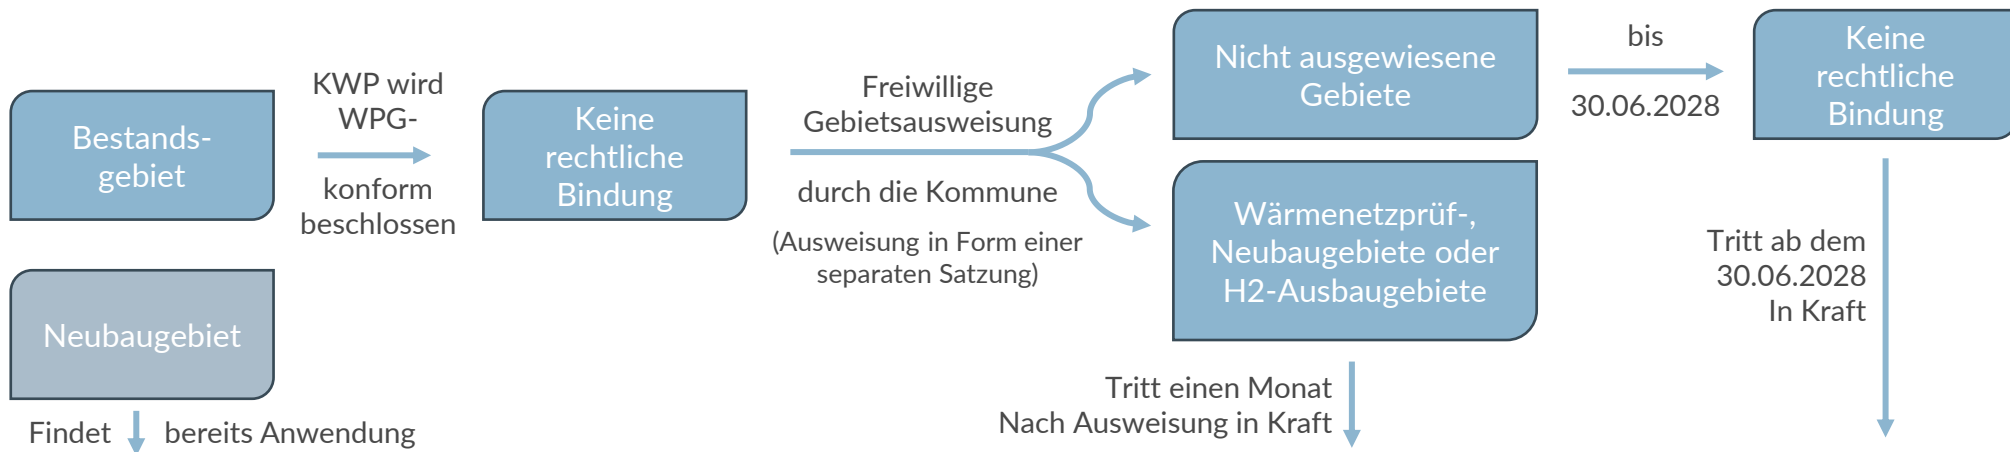 Bestands-
gebiet
KWP wird
WPG-
konform
beschlossen
Keine
rechtliche
Bindung
Freiwillige
Gebietsausweisung
durch die Kommune
(Ausweisung in Form einer
separaten Satzung)
Nicht ausgewiesene
Gebiete
bis
30.06.2028
Keine
rechtliche
Bindung
Wärmenetzprüf-,
Neubaugebiete oder
H2-Ausbaugebiete
Tritt ab dem
30.06.2028
In Kraft
Neubaugebiet
Findet bereits Anwendung
Tritt einen Monat
Nach Ausweisung in Kraft